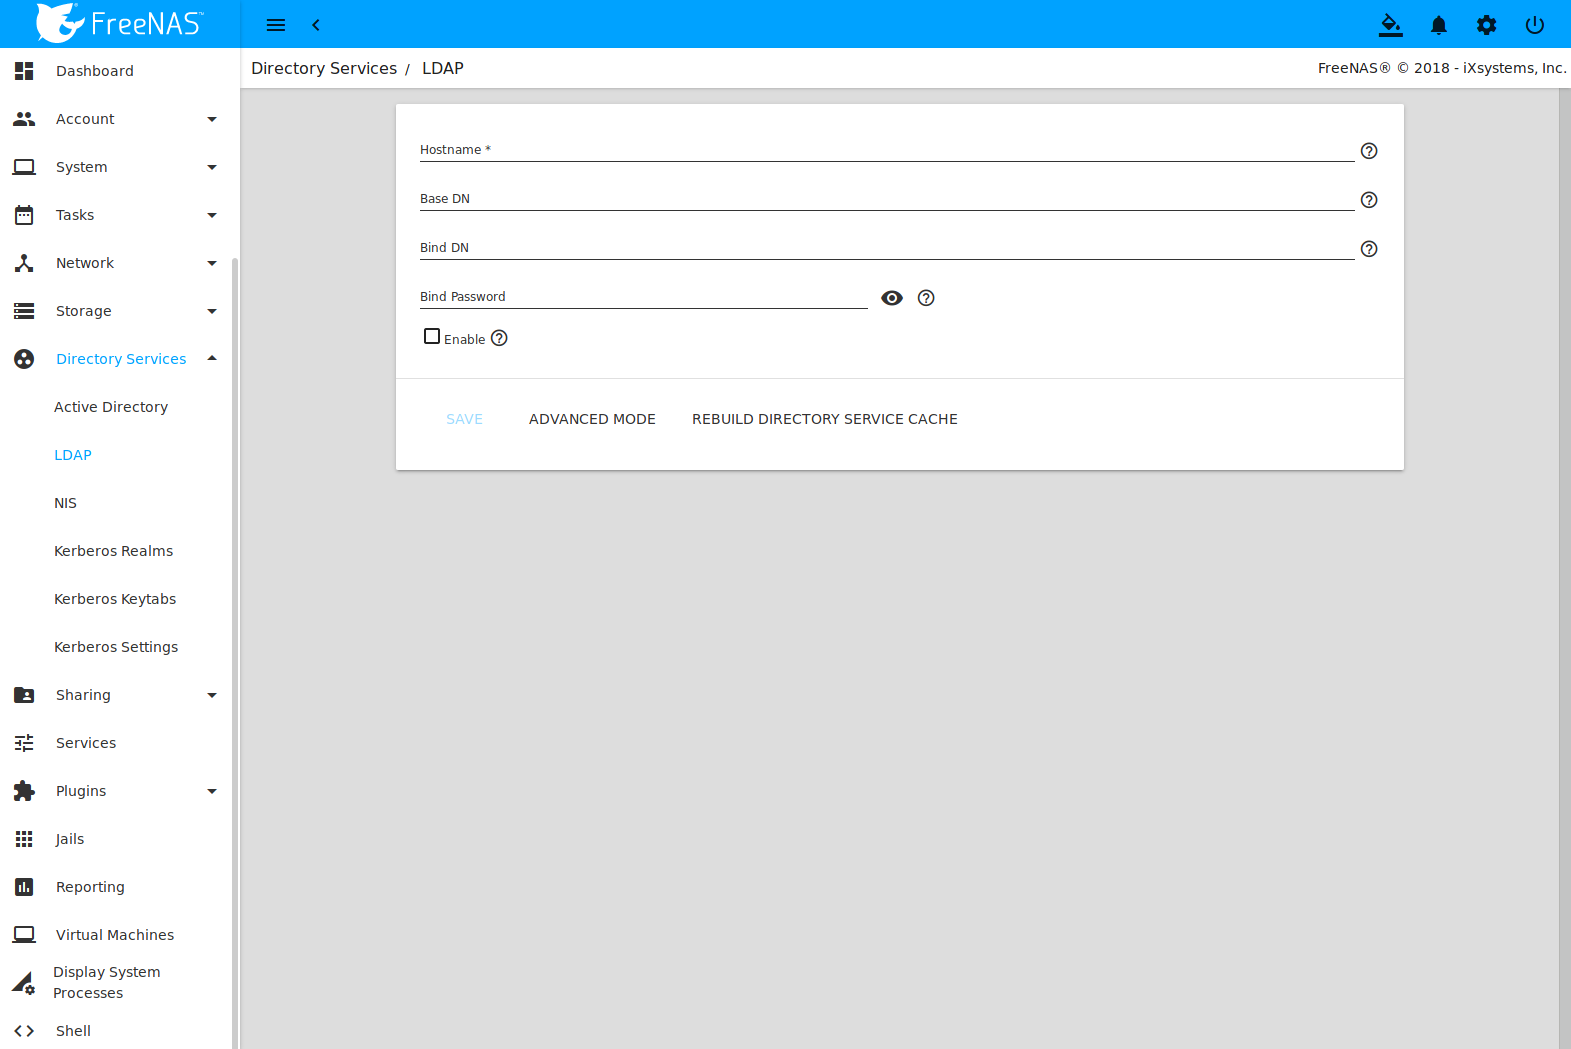 FreeNAS™
Directory Services / LDAP
FreeNAS® © 2018 - iXsystems, Inc.
Dashboard
Account
System
Tasks
Network
Storage
Directory Services
Active Directory
LDAP
NIS
Kerberos Realms
Kerberos Keytabs
Kerberos Settings
Sharing
Services
Plugins
Jails
Reporting
Virtual Machines
Display System
Processes
Shell
Hostname *
Base DN
Bind DN
Bind Password
Enable
SAVE ADVANCED MODE REBUILD DIRECTORY SERVICE CACHE